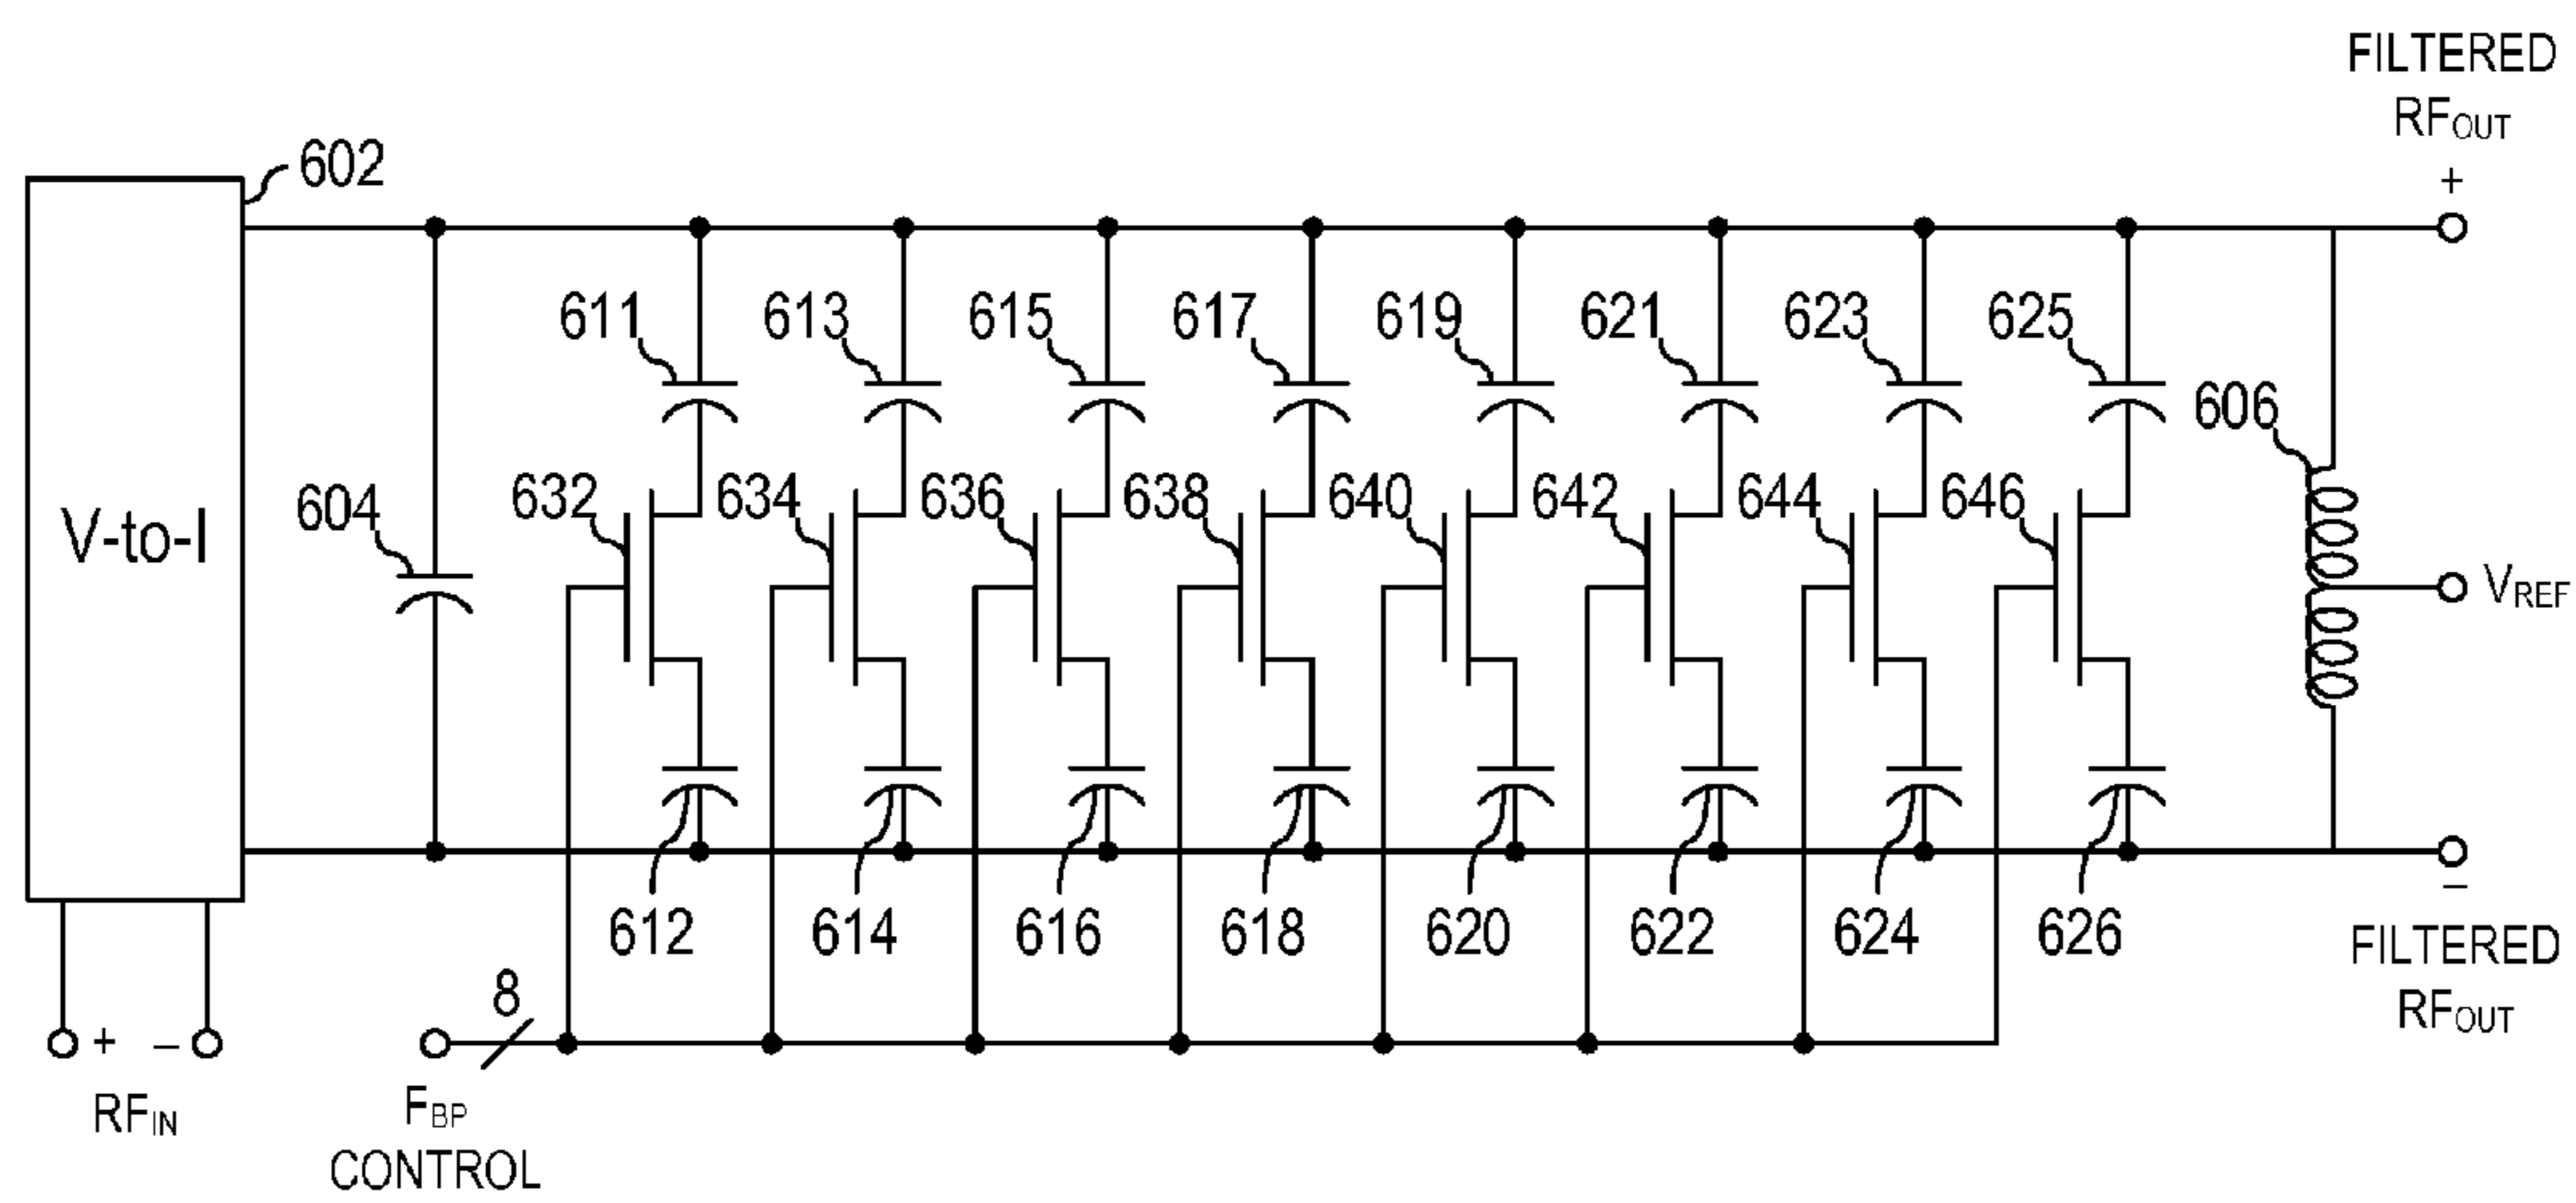 FILTERED
RFOUT
+
602
611 613 615 617 619 621 623 625
606
604 632 634 636 638 640 642 644 646
V-to-I
VREF
612 614 616 618 620 622 624 626
−
FILTERED
RFOUT
8
+ −
RFIN
FBP
CONTROL